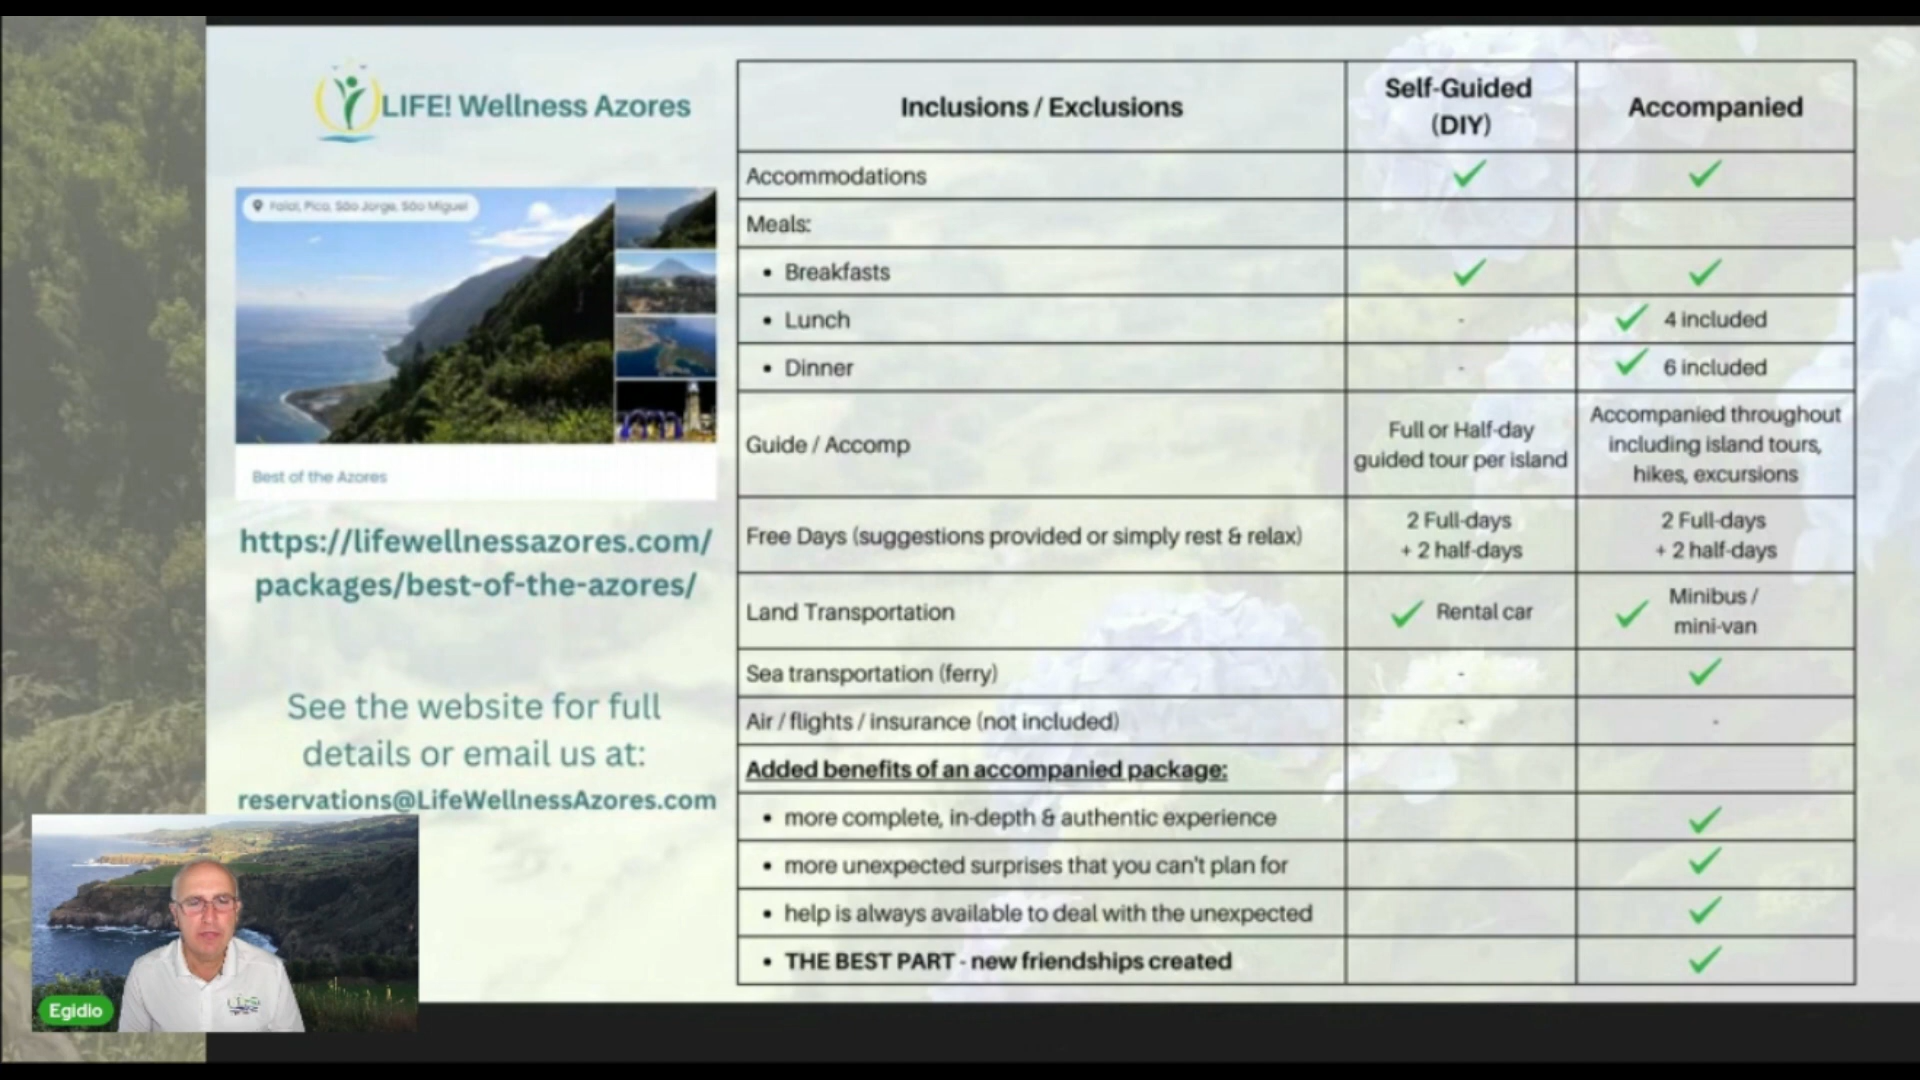 LIFE! Wellness Azores
Faial, Pico, São Jorge, São Miguel
Best of the Azores
https://lifewellnessazores.com/
packages/best-of-the-azores/
See the website for full
details or email us at:
reservations@LifeWellnessAzores.com
Egidio
Inclusions / Exclusions
Self-Guided
(DIY)
Accompanied
Accommodations
Meals:
• Breakfasts
• Lunch
-
4 included
• Dinner
-
6 included
Guide / Accomp
Full or Half-day
guided tour per island
Accompanied throughout
including island tours,
hikes, excursions
Free Days (suggestions provided or simply rest & relax)
2 Full-days
+ 2 half-days
2 Full-days
+ 2 half-days
Land Transportation
Rental car
Minibus /
mini-van
Sea transportation (ferry)
-
Air / flights / insurance (not included)
-
-
Added benefits of an accompanied package:
• more complete, in-depth & authentic experience
• more unexpected surprises that you can't plan for
• help is always available to deal with the unexpected
• THE BEST PART - new friendships created